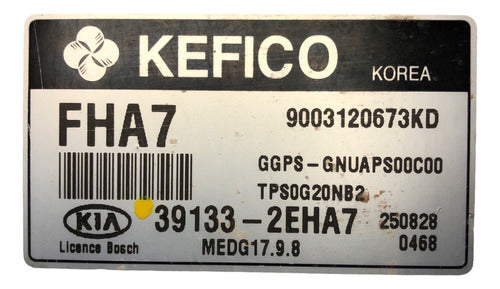 KEFICO KOREA
FHA7 9003120673KD
GGPS-GNUAPS00C00
TPS0G20NB2
KIA 39133-2EHA7 250828
Licence Bosch MEDG17.9.8 0468